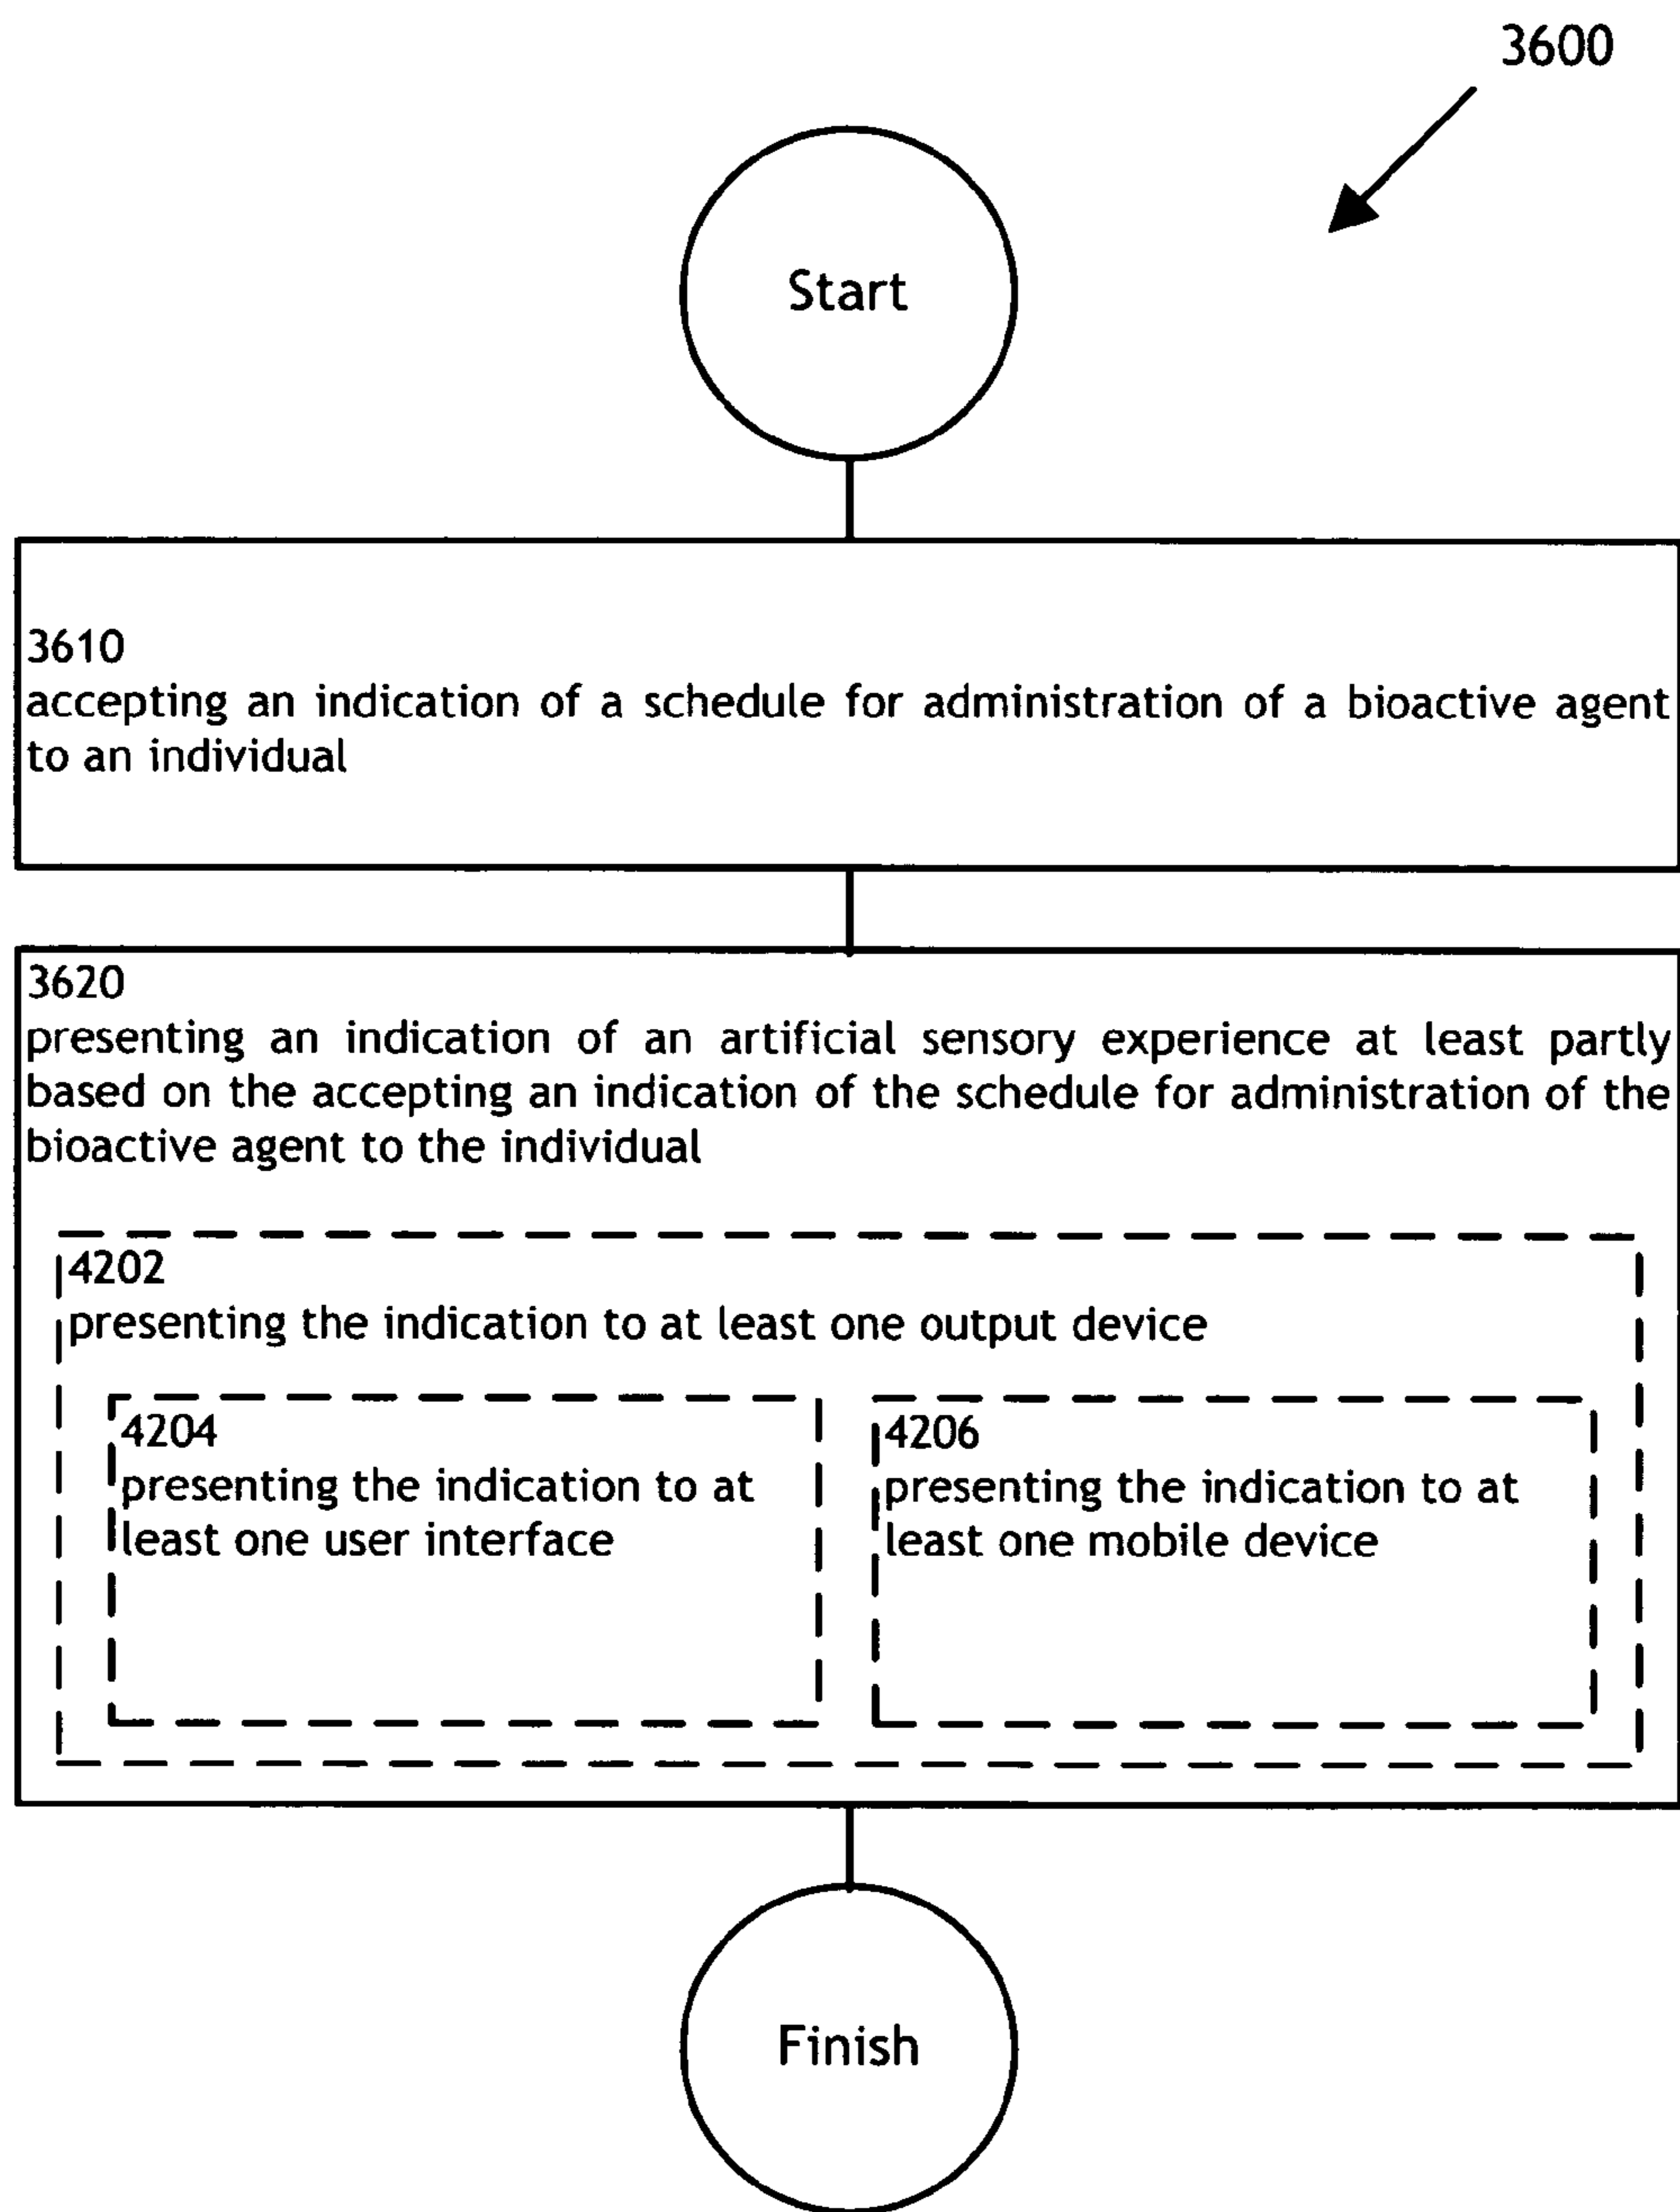 3600
Start
3610
accepting an indication of a schedule for administration of a bioactive agent
to an individual
3620
presenting an indication of an artificial sensory experience at least partly
based on the accepting an indication of the schedule for administration of the
bioactive agent to the individual
4202
presenting the indication to at least one output device
4204
presenting the indication to at
least one user interface
4206
presenting the indication to at
least one mobile device
Finish